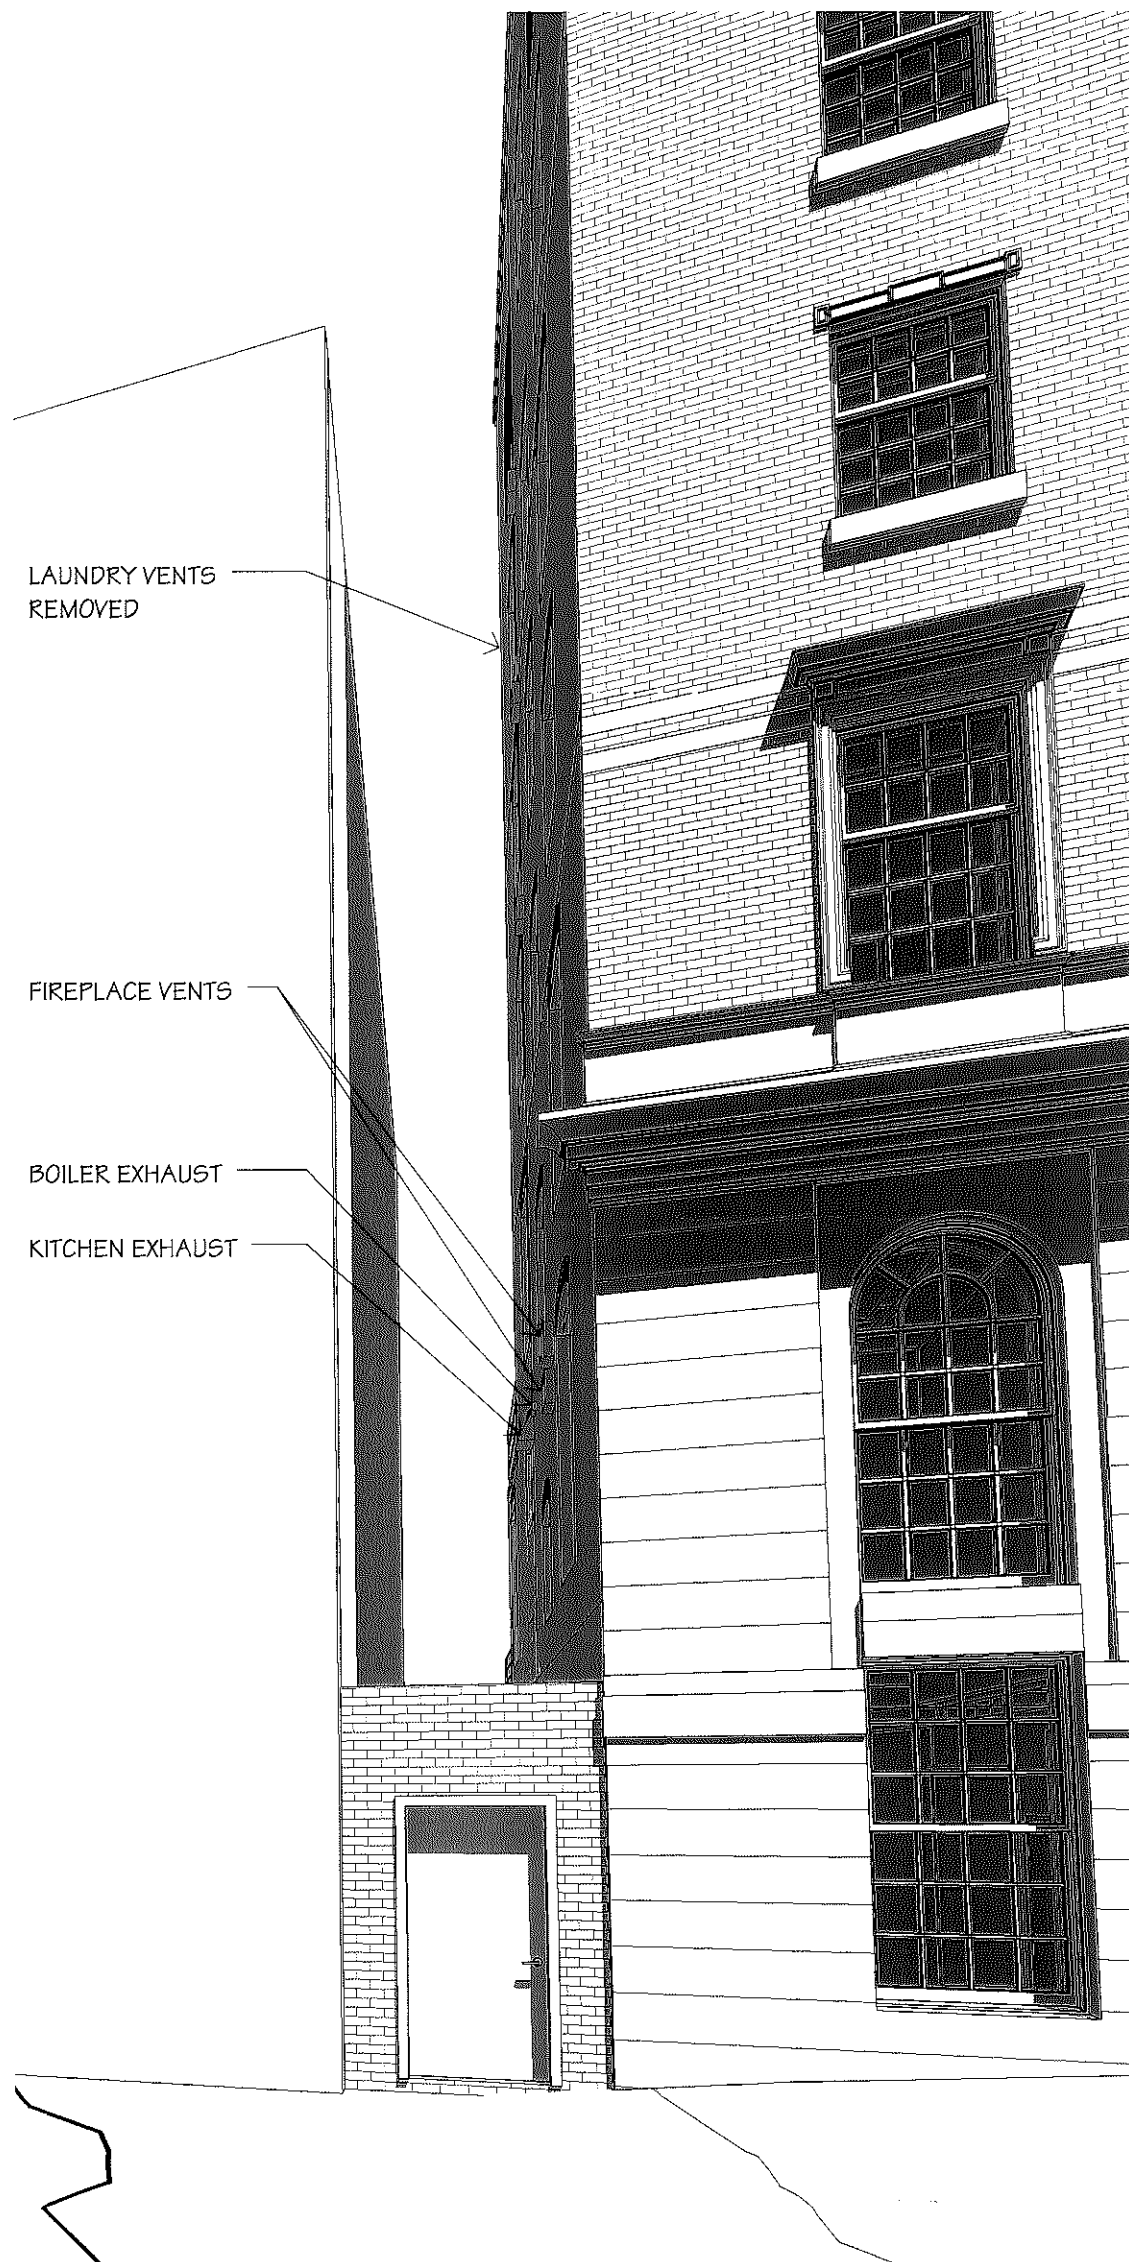 LAUNDRY VENTS
REMOVED
FIREPLACE VENTS
BOILER EXHAUST
KITCHEN EXHAUST